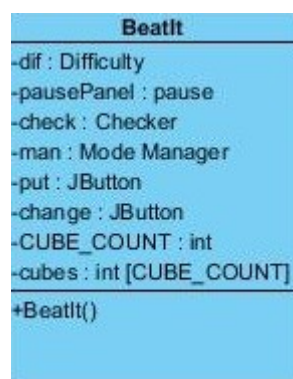 BeatIt
-dif : Difficulty
-pausePanel : pause
-check : Checker
-man : Mode Manager
-put : JButton
-change : JButton
-CUBE_COUNT : int
-cubes : int [CUBE_COUNT]
+BeatIt()